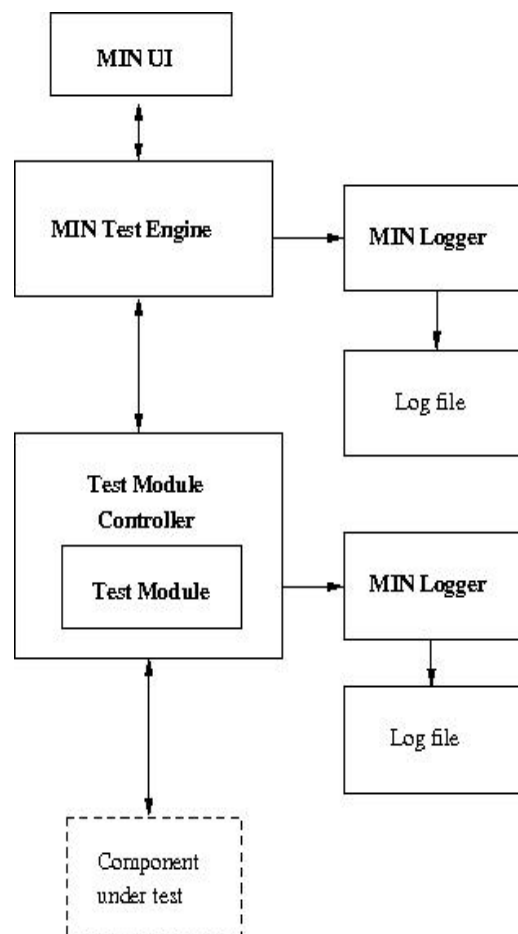 MIN UI
MIN Test Engine
MIN Logger
Log file
Test Module
Controller
Test Module
MIN Logger
Log file
Component
under test